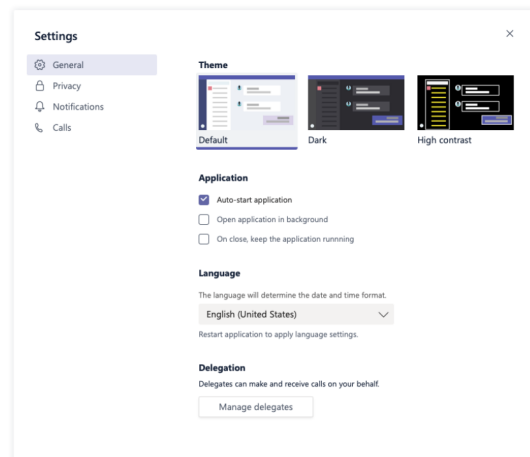 Settings
General
Privacy
Notifications
Calls
Theme
Default
Dark
High contrast
Application
Auto-start application
Open application in background
On close, keep the application runnning
Language
The language will determine the date and time format.
English (United States)
Restart application to apply language settings.
Delegation
Delegates can make and receive calls on your behalf.
Manage delegates